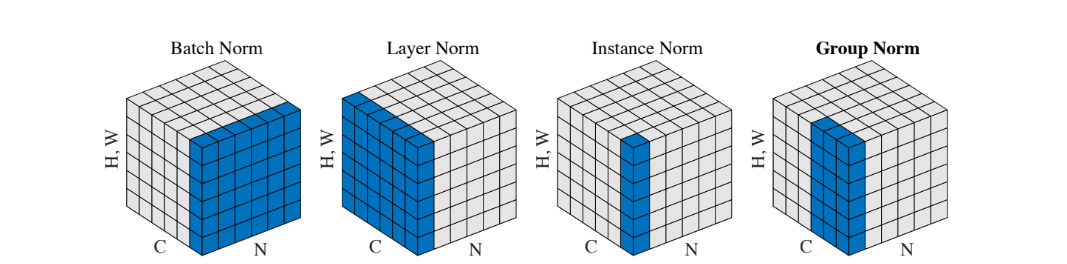 Batch Norm
Layer Norm
Instance Norm
Group Norm
H, W
C
N
H, W
C
N
H, W
C
N
H, W
C
N